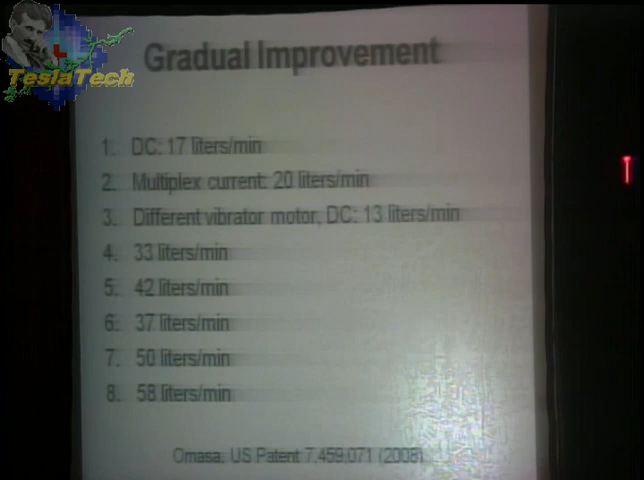 TeslaTech
Gradual Improvement
1. DC: 17 liters/min
2. Multiplex current: 20 liters/min
3. Different vibrator motor, DC: 13 liters/min
4. 33 liters/min
5. 42 liters/min
6. 37 liters/min
7. 50 liters/min
8. 58 liters/min
Omasa, US Patent 7,459,071 (2008)